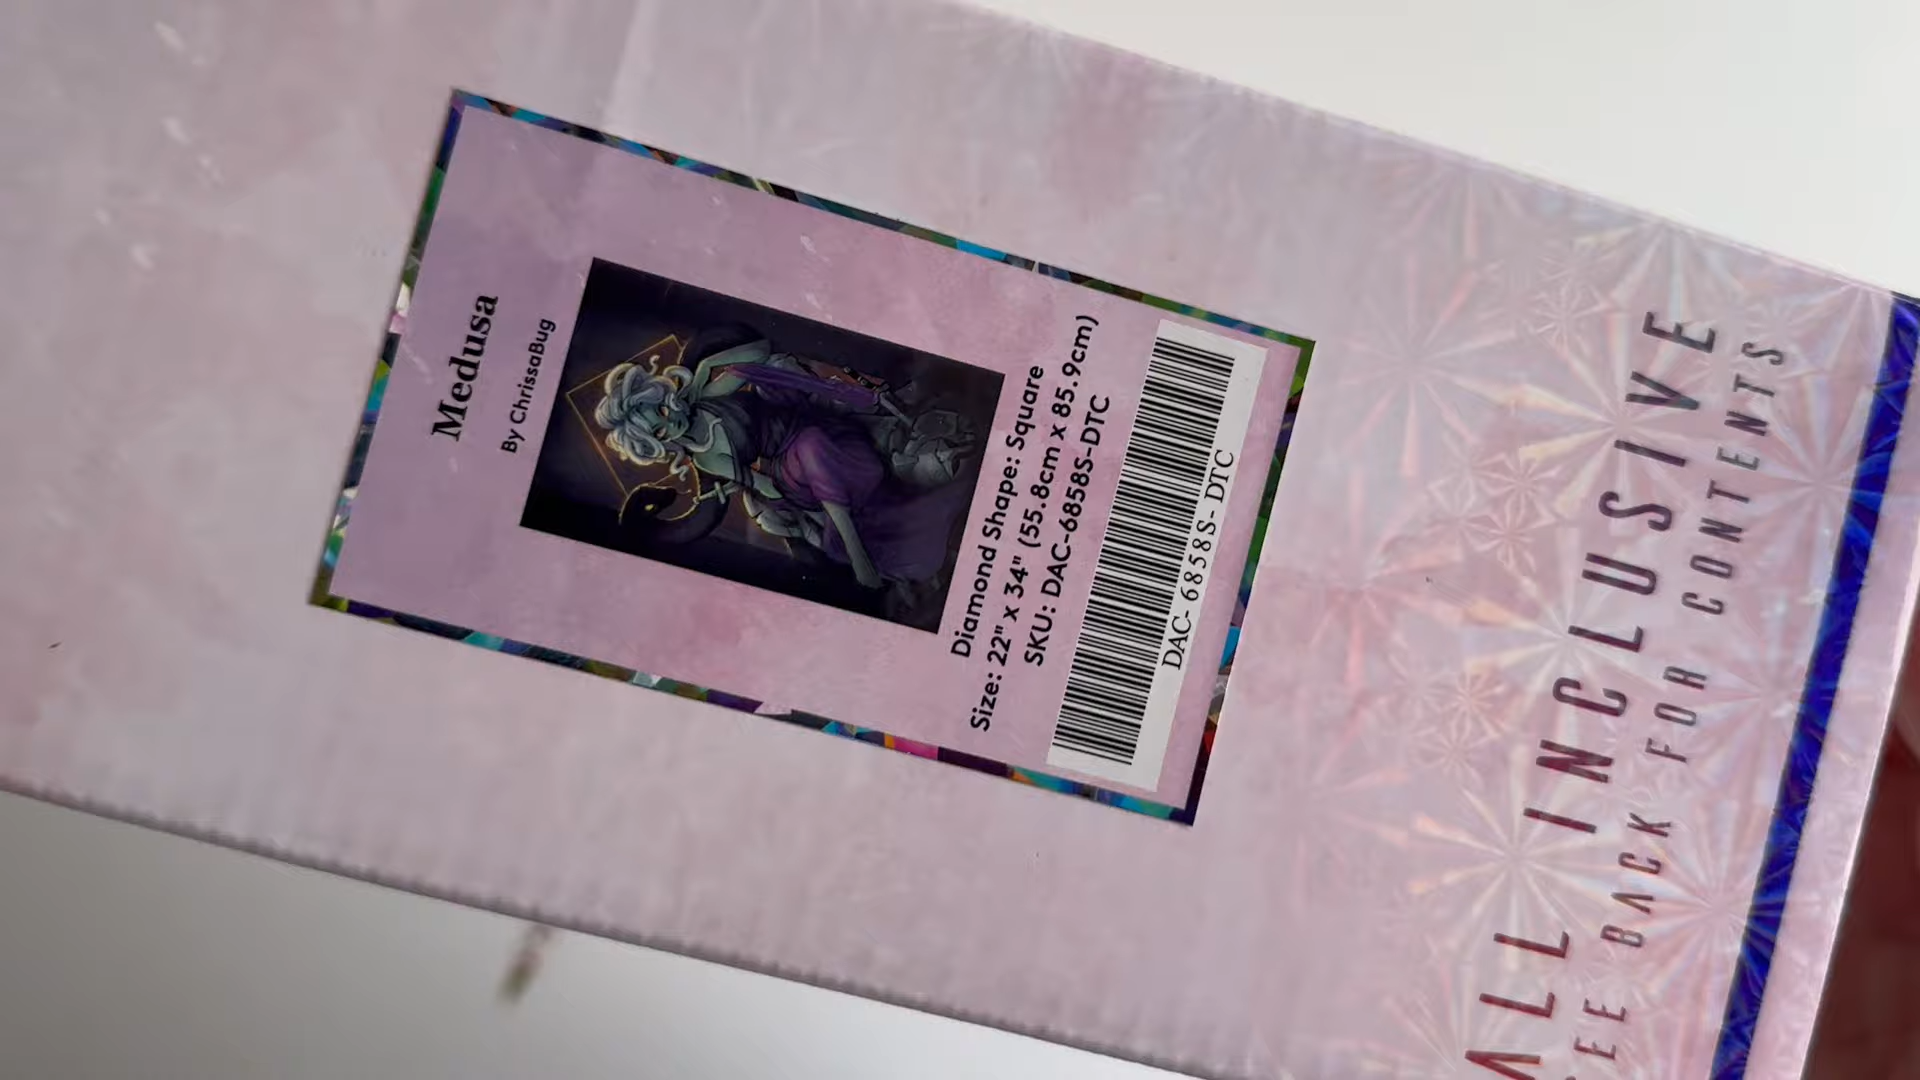 Medusa
By ChrissaBug
Diamond Shape: Square
Size: 22" x 34" (55.8cm x 85.9cm)
SKU: DAC-6858S-DTC
DAC- 6858S- DTC
ALL INCLUSIVE
SEE BACK FOR CONTENTS